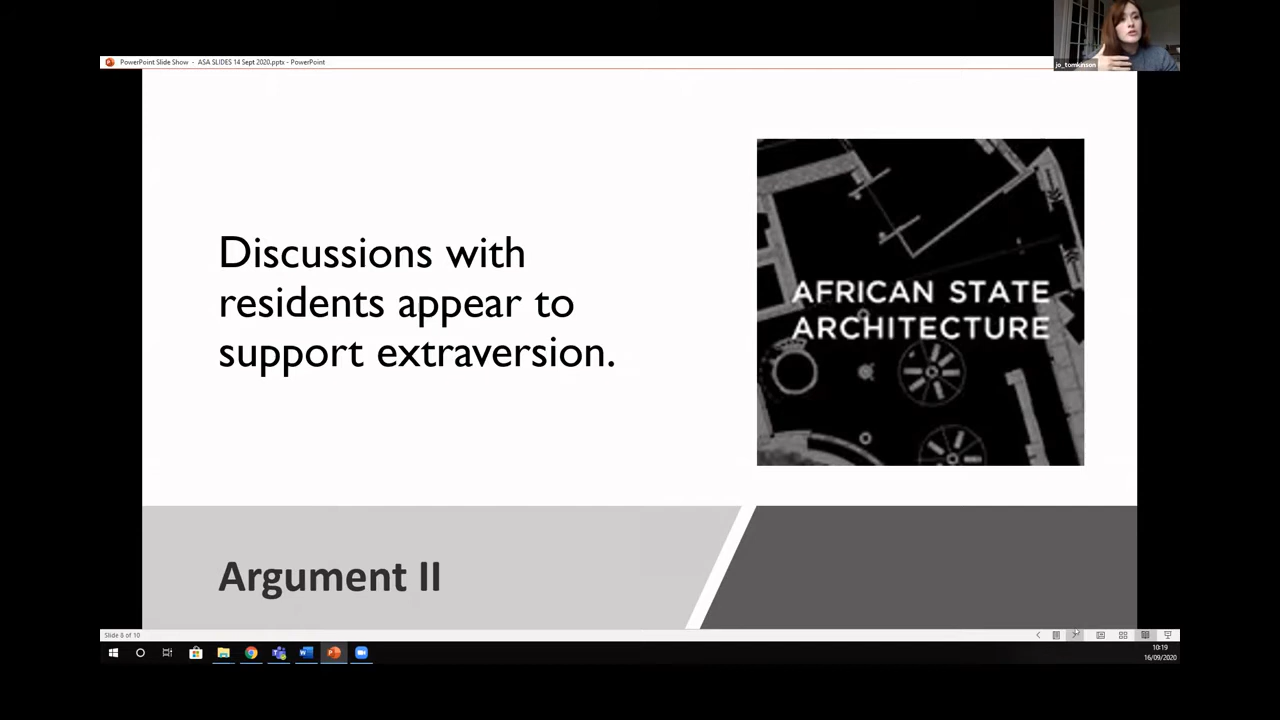 jo_tomkinson
PowerPoint Slide Show - ASA SLIDES 14 Sept 2020.pptx - PowerPoint
Discussions with
residents appear to
support extraversion.
AFRICAN STATE
ARCHITECTURE
Argument II
Slide 8 of 10
10:19
16/09/2020